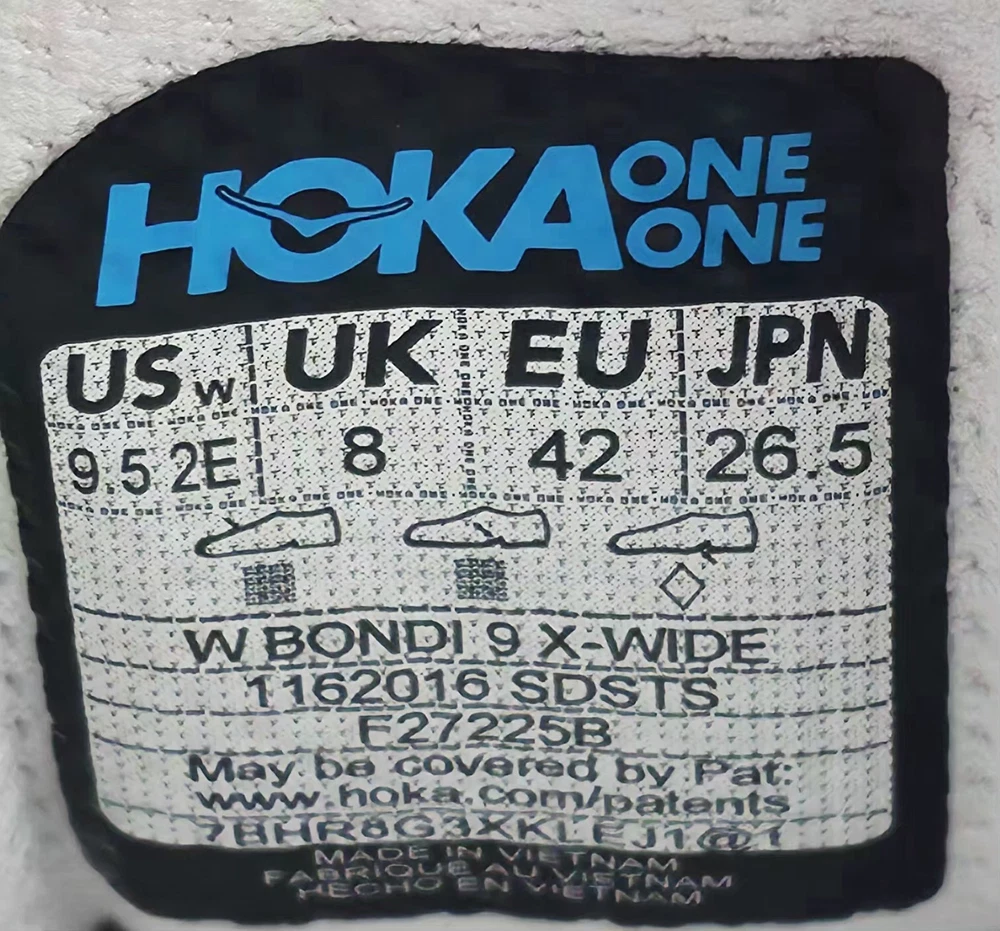 HOKA ONE ONE
US W UK EU JPN
9.5 2E 8 42 26.5
W BONDI 9 X-WIDE
1162016 SDSTS
F27225B
May be covered by Pat:
www.hoka.com/patents
7BHR8G3XKLEJ1@1
MADE IN VIETNAM
FABRIQUE AU VIETNAM
HECHO EN VIETNAM